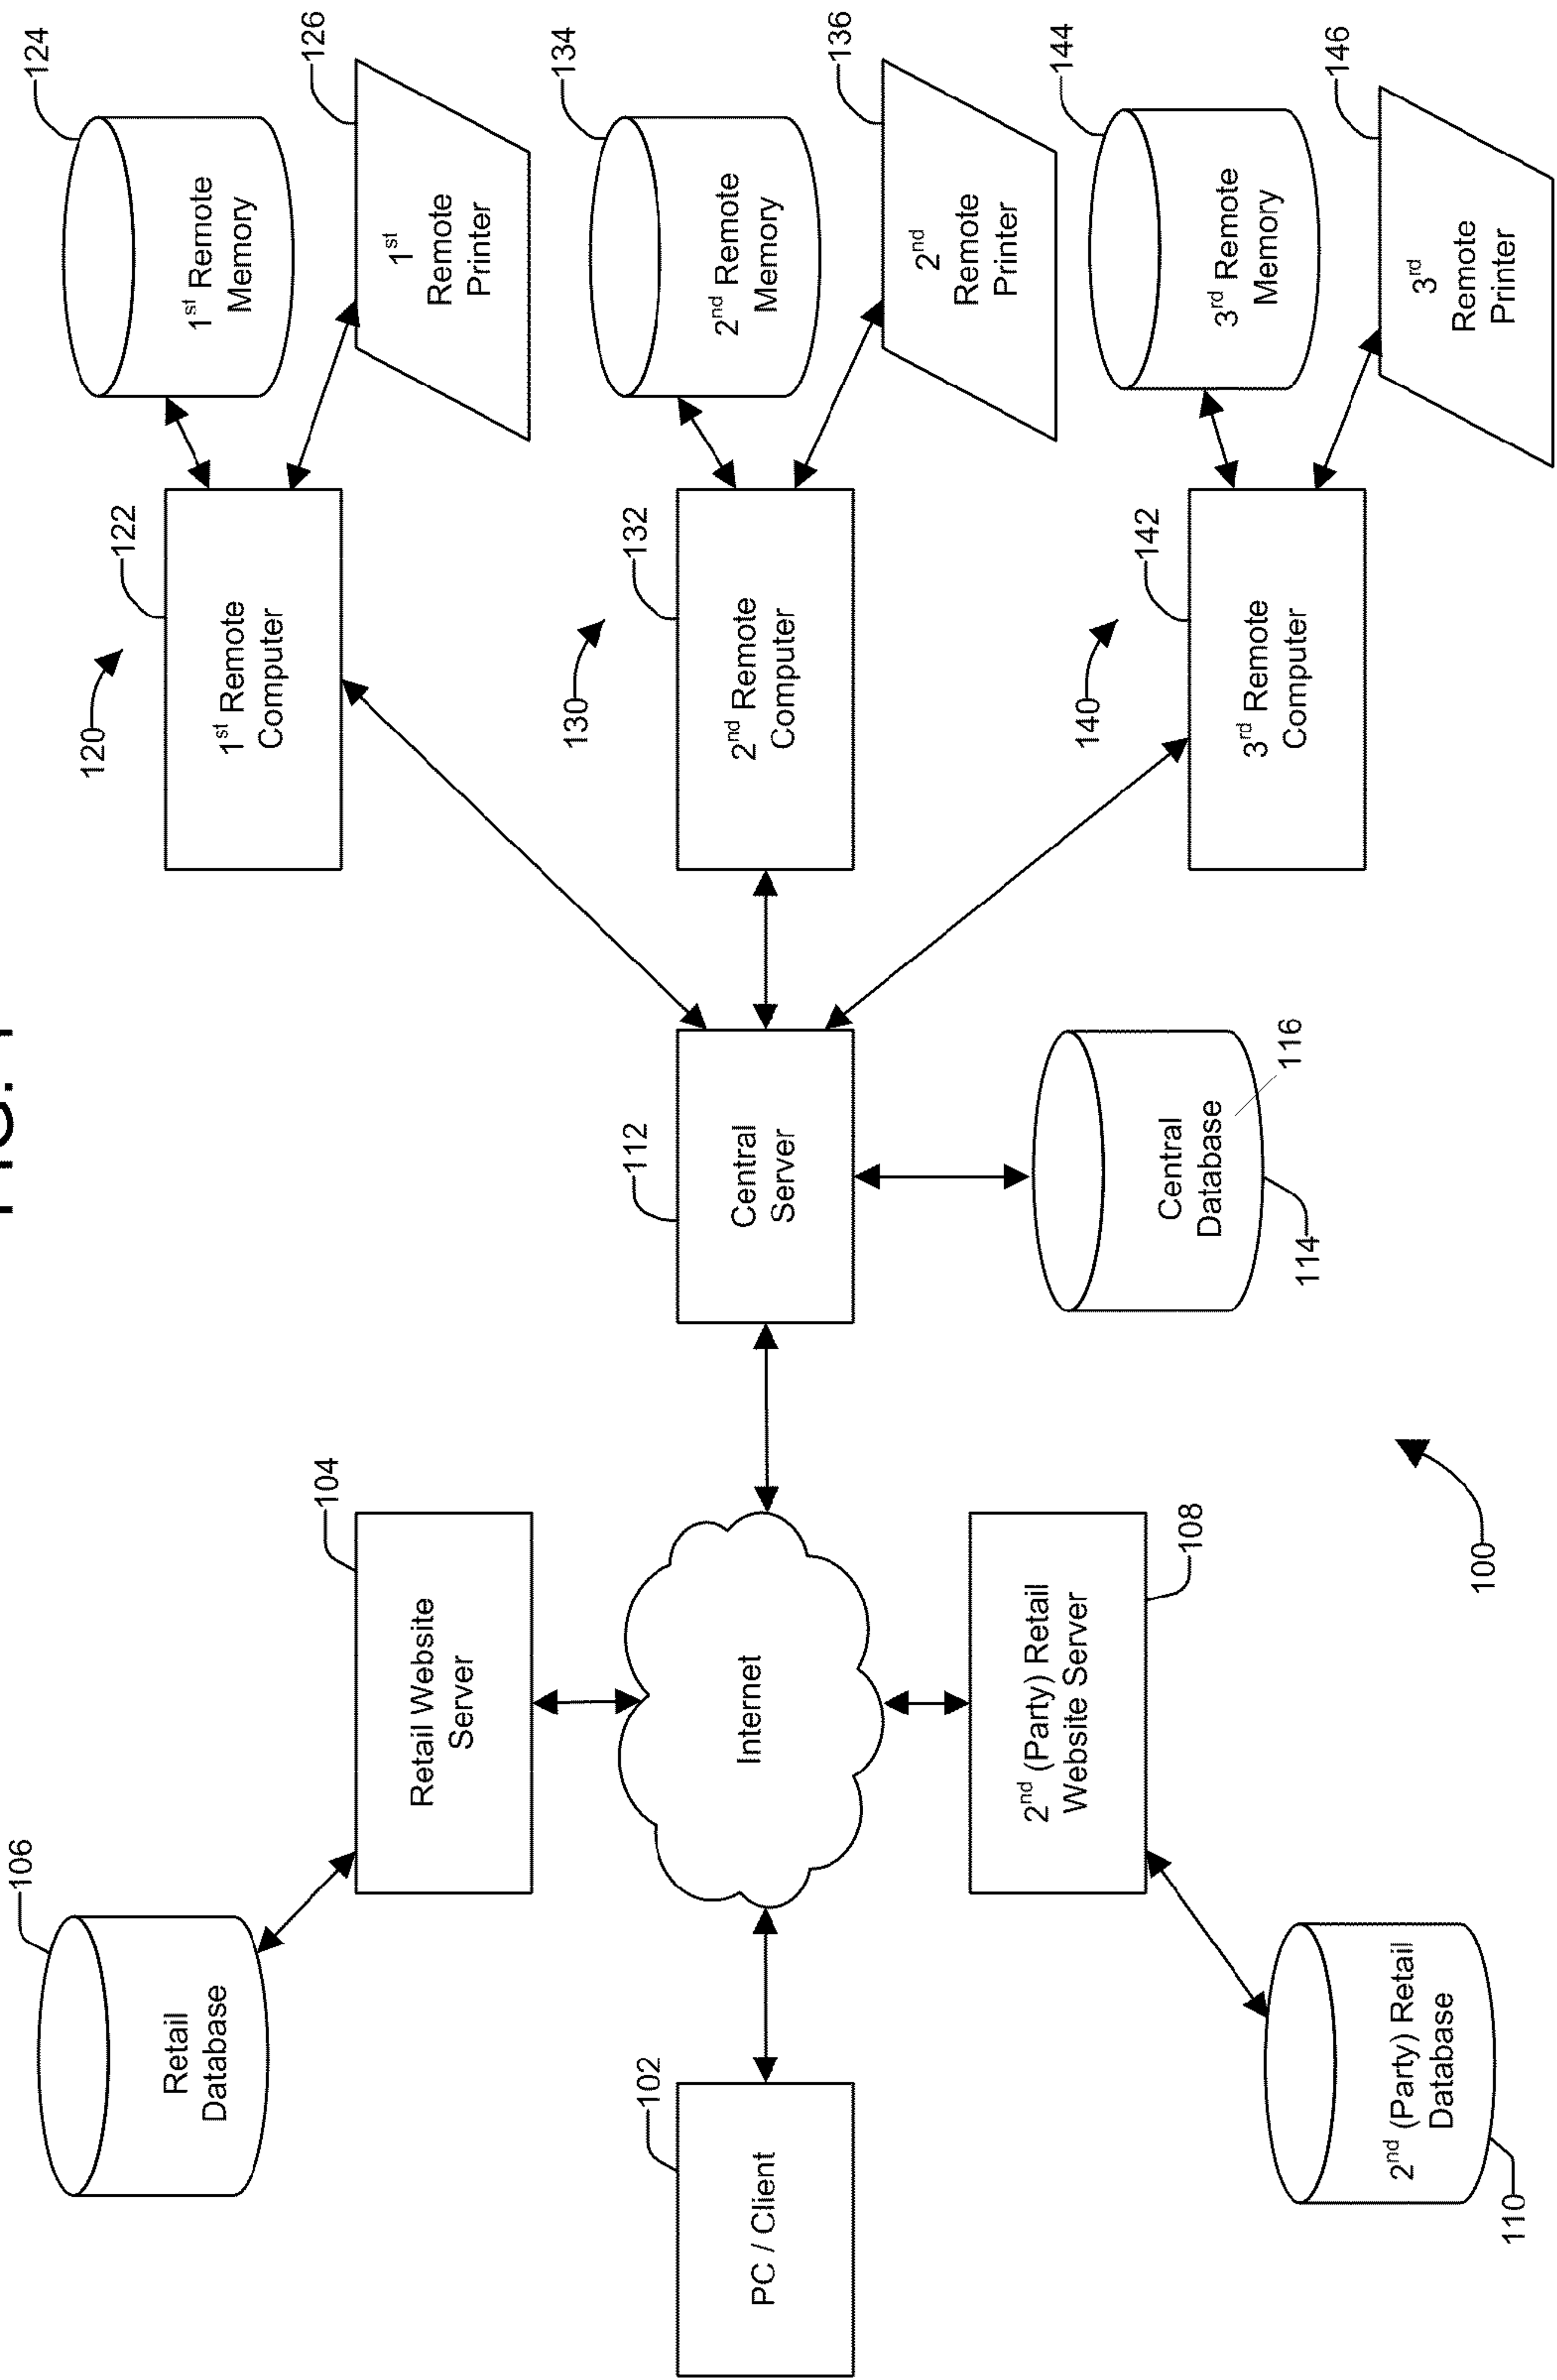 FIG. 1
106
Retail
Database
104
Retail Website
Server
102
PC / Client
Internet
108
2nd (Party) Retail
Website Server
110
2nd (Party) Retail
Database
100
112
Central
Server
Central
Database
116
114
120
122
1st Remote
Computer
124
1st Remote
Memory
126
1st
Remote
Printer
130
132
2nd Remote
Computer
134
2nd Remote
Memory
136
2nd
Remote
Printer
140
142
3rd Remote
Computer
144
3rd Remote
Memory
146
3rd
Remote
Printer